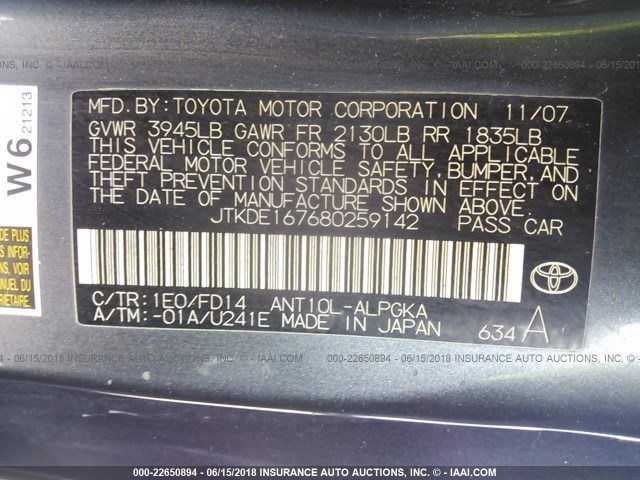 W6
21213
MFD. BY: TOYOTA MOTOR CORPORATION 11/07
GVWR 3945LB GAWR FR 2130LB RR 1835LB
THIS VEHICLE CONFORMS TO ALL APPLICABLE
FEDERAL MOTOR VEHICLE SAFETY, BUMPER, AND
THEFT PREVENTION STANDARDS IN EFFECT ON
THE DATE OF MANUFACTURE SHOWN ABOVE.
JTKDE167680259142 PASS CAR
C/TR: 1E0/FD14 ANT10L-ALPGKA
A/TM: -01A/U241E MADE IN JAPAN 634 A
DE PLUS
S INFOR-
000-22650894 - 06/15/2018 INSURANCE AUTO AUCTIONS, INC. - © - IAAI.COM